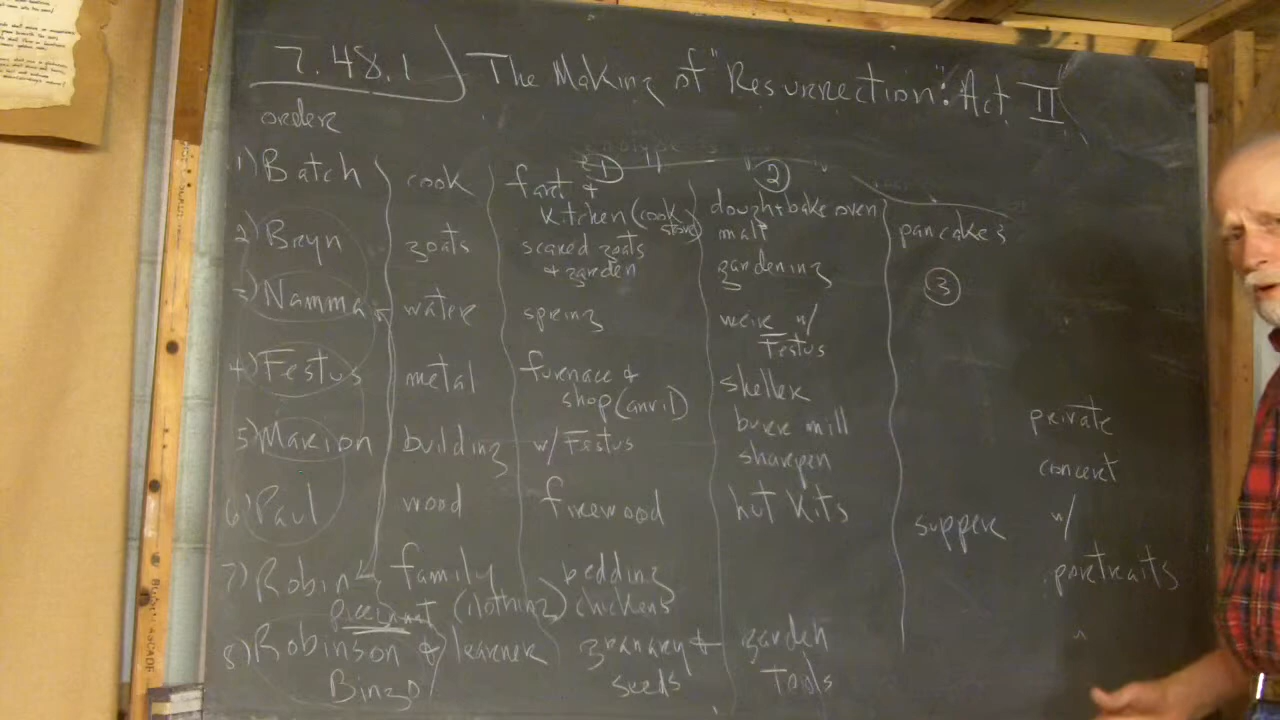 7.48.1) The Making of "Resurrection": Act II
order
1) Batch cook fart + kitchen (cook stove) dough + bake oven pancakes
① ② ③
2) Bryn goats scared goats + garden malt gardening
3) Namma water spring weir w/ Festus
4) Festus metal furnace & shop (anvil) sheller
5) Marion building w/ Festus burr mill sharpen
6) Paul wood firewood hut kits supper
private
concert
w/
portraits
7) Robin family (clothing) bedding chickens
pregnant
8) Robinson & Bingo learner granary + seeds garden tools